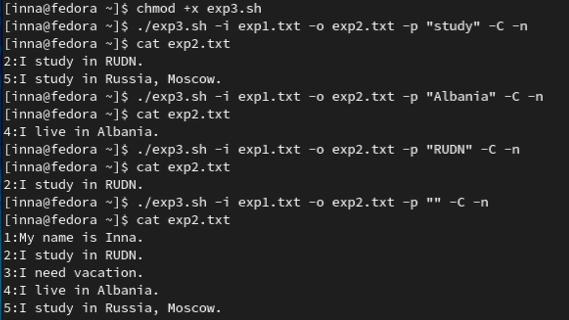 [inna@fedora ~]$ chmod +x exp3.sh
[inna@fedora ~]$ ./exp3.sh -i exp1.txt -o exp2.txt -p "study" -C -n
[inna@fedora ~]$ cat exp2.txt
2:I study in RUDN.
5:I study in Russia, Moscow.
[inna@fedora ~]$ ./exp3.sh -i exp1.txt -o exp2.txt -p "Albania" -C -n
[inna@fedora ~]$ cat exp2.txt
4:I live in Albania.
[inna@fedora ~]$ ./exp3.sh -i exp1.txt -o exp2.txt -p "RUDN" -C -n
[inna@fedora ~]$ cat exp2.txt
2:I study in RUDN.
[inna@fedora ~]$ ./exp3.sh -i exp1.txt -o exp2.txt -p "" -C -n
[inna@fedora ~]$ cat exp2.txt
1:My name is Inna.
2:I study in RUDN.
3:I need vacation.
4:I live in Albania.
5:I study in Russia, Moscow.